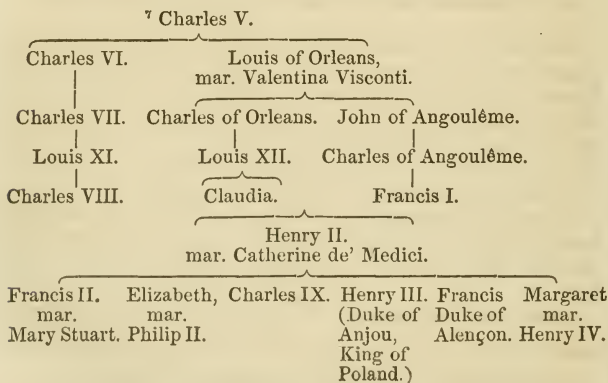 7 Charles V.
Charles VI. Louis of Orleans,
mar. Valentina Visconti.
Charles VII. Charles of Orleans. John of Angoulême.
Louis XI. Louis XII. Charles of Angoulême.
Charles VIII. Claudia. Francis I.
Henry II.
mar. Catherine de' Medici.
Francis II. Elizabeth, Charles IX. Henry III. Francis Margaret
mar. mar. (Duke of Duke of mar.
Mary Stuart. Philip II. Anjou, Alençon. Henry IV.
King of
Poland.)